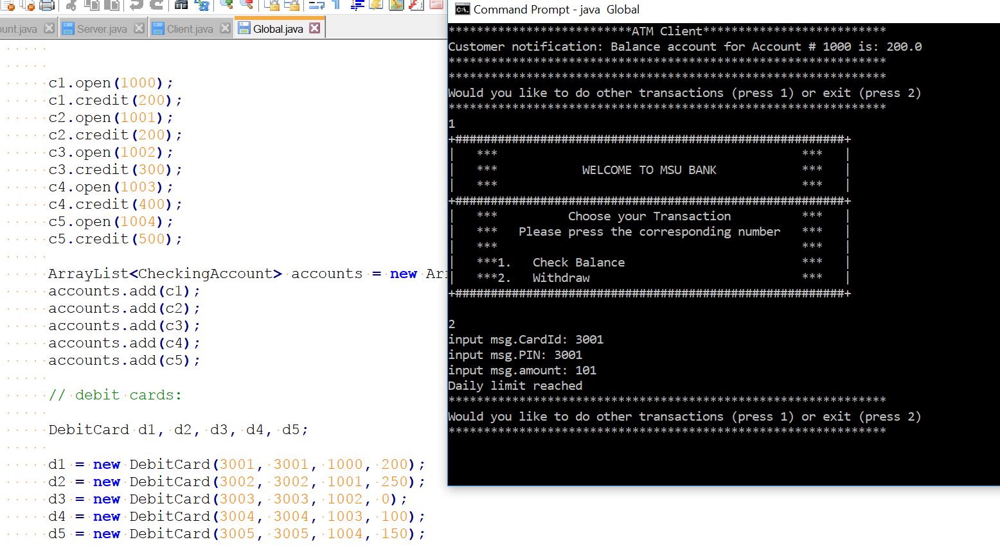 ount.java Server.java Client.java Global.java
c1.open(1000);
c1.credit(200);
c2.open(1001);
c2.credit(200);
c3.open(1002);
c3.credit(300);
c4.open(1003);
c4.credit(400);
c5.open(1004);
c5.credit(500);
ArrayList<CheckingAccount> accounts = new Arr
accounts.add(c1);
accounts.add(c2);
accounts.add(c3);
accounts.add(c4);
accounts.add(c5);
// debit cards:
DebitCard d1, d2, d3, d4, d5;
d1 = new DebitCard(3001, 3001, 1000, 200);
d2 = new DebitCard(3002, 3002, 1001, 250);
d3 = new DebitCard(3003, 3003, 1002, 0);
d4 = new DebitCard(3004, 3004, 1003, 100);
d5 = new DebitCard(3005, 3005, 1004, 150);
Command Prompt - java  Global
**************************ATM Client**************************
Customer notification: Balance account for Account # 1000 is: 200.0
**************************************************************
**************************************************************
Would you like to do other transactions (press 1) or exit (press 2)
**************************************************************
1
+#######################################################+
|   ***                                           ***   |
|   ***            WELCOME TO MSU BANK            ***   |
|   ***                                           ***   |
+#######################################################+
|   ***          Choose your Transaction          ***   |
|   ***   Please press the corresponding number   ***   |
|   ***                                           ***   |
|   ***1.   Check Balance                         ***   |
|   ***2.   Withdraw                              ***   |
+#######################################################+
2
input msg.CardId: 3001
input msg.PIN: 3001
input msg.amount: 101
Daily limit reached
**************************************************************
Would you like to do other transactions (press 1) or exit (press 2)
**************************************************************